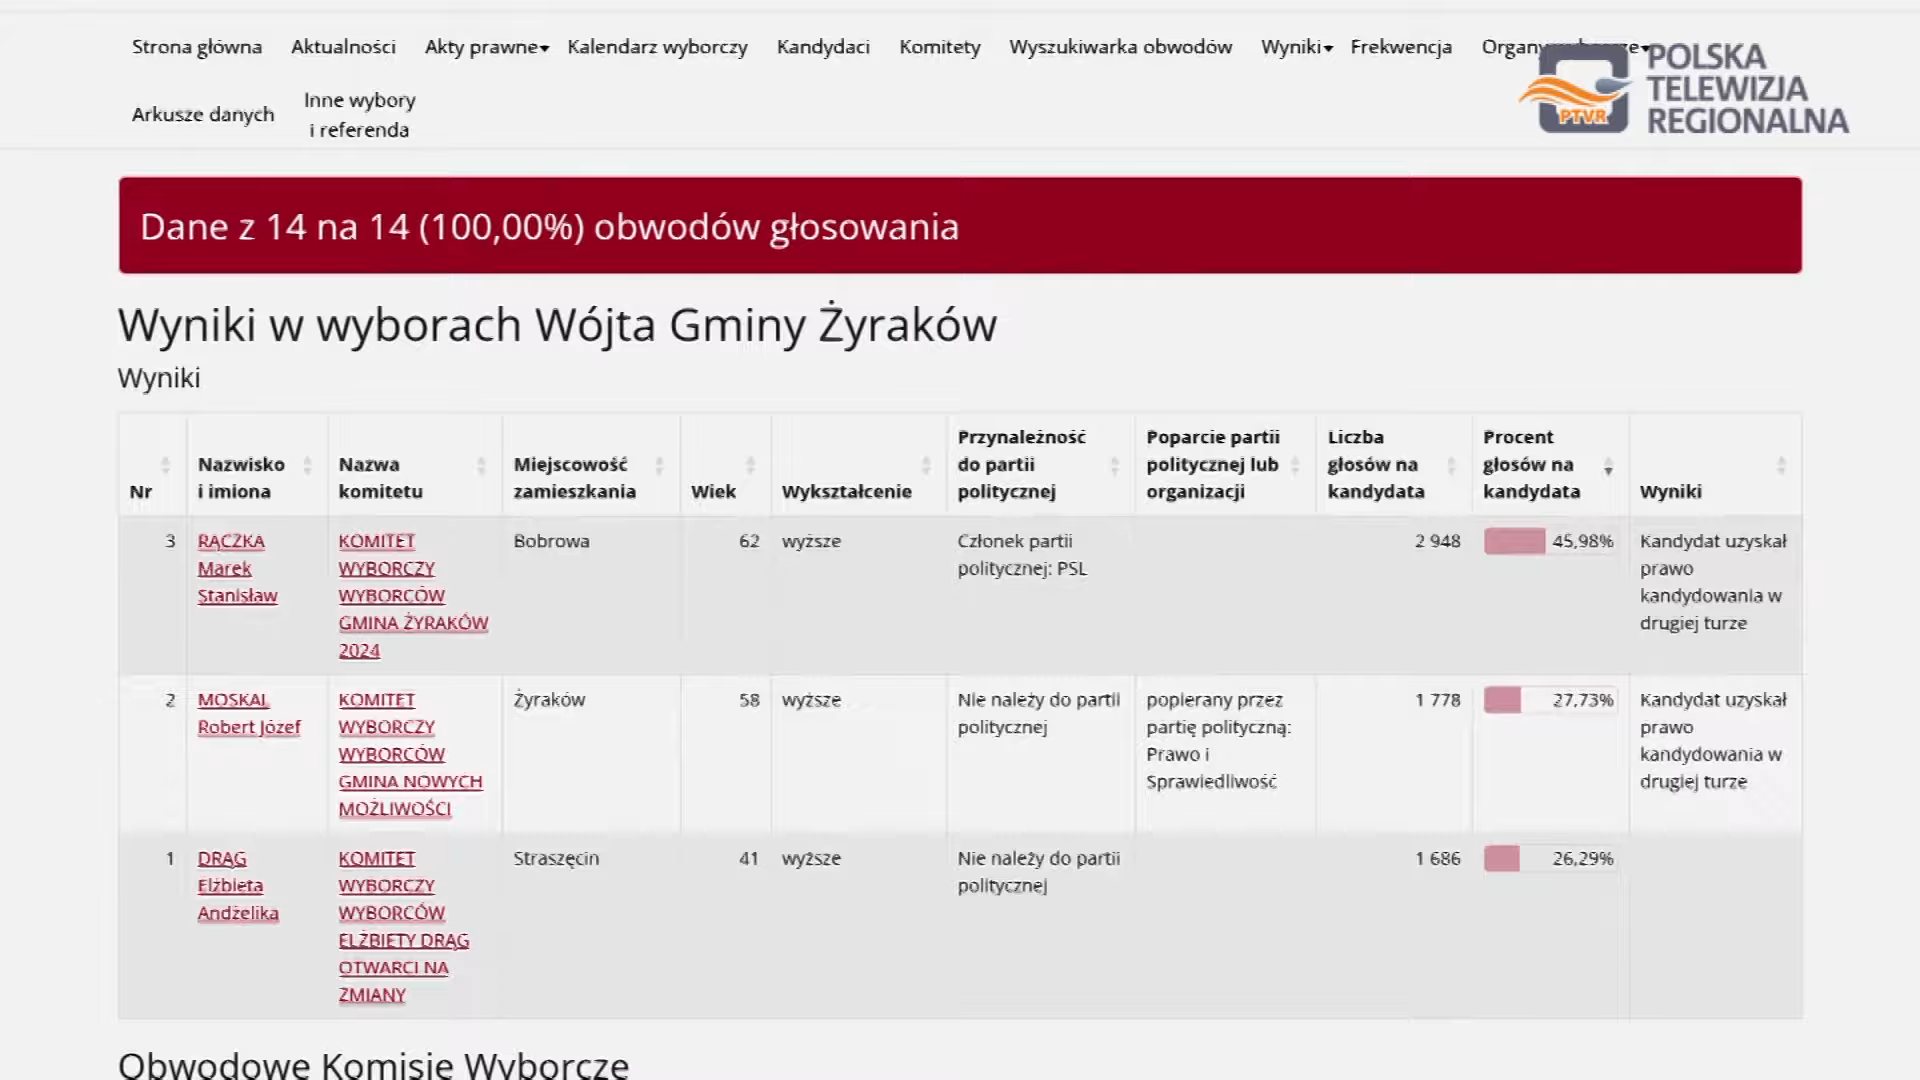 Strona główna Aktualności Akty prawne Kalendarz wyborczy Kandydaci Komitety Wyszukiwarka obwodów Wyniki Frekwencja
Arkusze danych Inne wybory i referenda
POLSKA
TELEWIZJA
REGIONALNA
PTVR
Dane z 14 na 14 (100,00%) obwodów głosowania
Wyniki w wyborach Wójta Gminy Żyraków
Wyniki
Nr
Nazwisko
i imiona
Nazwa
komitetu
Miejscowość
zamieszkania
Wiek
Wykształcenie
Przynależność
do partii
politycznej
Poparcie partii
politycznej lub
organizacji
Liczba
głosów na
kandydata
Procent
głosów na
kandydata
Wyniki
3
RĄCZKA
Marek
Stanisław
KOMITET
WYBORCZY
WYBORCÓW
GMINA ŻYRAKÓW
2024
Bobrowa
62
wyższe
Członek partii
politycznej: PSL
2 948
45,98%
Kandydat uzyskał
prawo
kandydowania w
drugiej turze
2
MOSKAL
Robert Józef
KOMITET
WYBORCZY
WYBORCÓW
GMINA NOWYCH
MOŻLIWOŚCI
Żyraków
58
wyższe
Nie należy do partii
politycznej
popierany przez
partię polityczną:
Prawo i
Sprawiedliwość
1 778
27,73%
Kandydat uzyskał
prawo
kandydowania w
drugiej turze
1
DRĄG
Elżbieta
Andżelika
KOMITET
WYBORCZY
WYBORCÓW
ELŻBIETY DRĄG
OTWARCI NA
ZMIANY
Straszęcin
41
wyższe
Nie należy do partii
politycznej
1 686
26,29%
Obwodowe Komisje Wyborcze